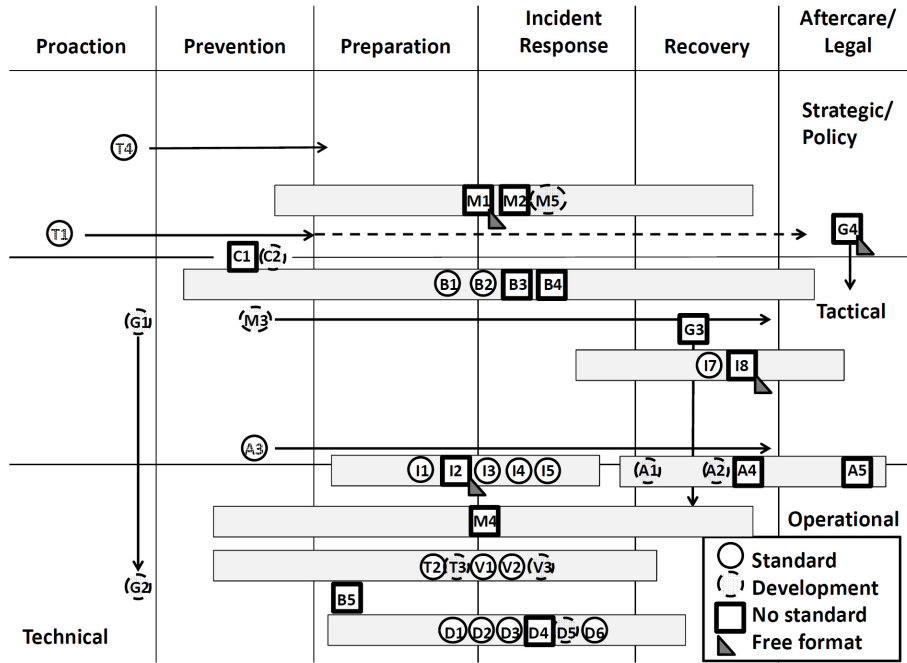 Proaction
Prevention
Preparation
Incident
Response
Recovery
Aftercare/
Legal
Strategic/
Policy
T4
M1 M2 M5
T1
G4
C1 C2
B1 B2 B3 B4
Tactical
G1
M3
G3
I7 I8
A3
I1 I2 I3 I4 I5
A1 A2 A4 A5
M4
Operational
T2 T3 V1 V2 V3
G2
B5
D1 D2 D3 D4 D5 D6
Technical
Standard
Development
No standard
Free format